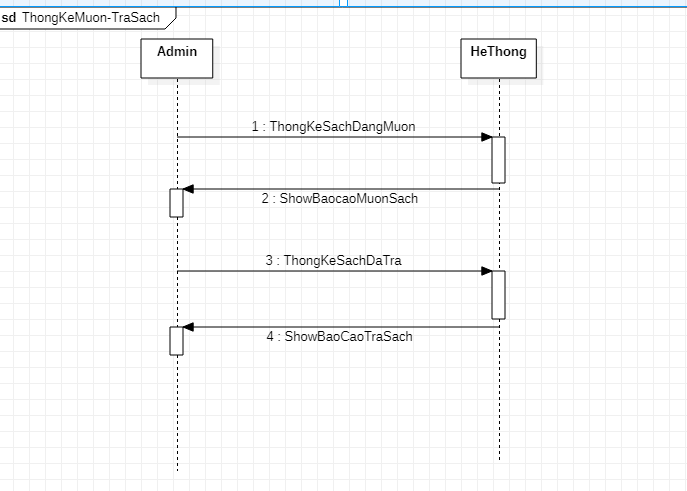 sd ThongKeMuon-TraSach
Admin
HeThong
1 : ThongKeSachDangMuon
2 : ShowBaocaoMuonSach
3 : ThongKeSachDaTra
4 : ShowBaoCaoTraSach